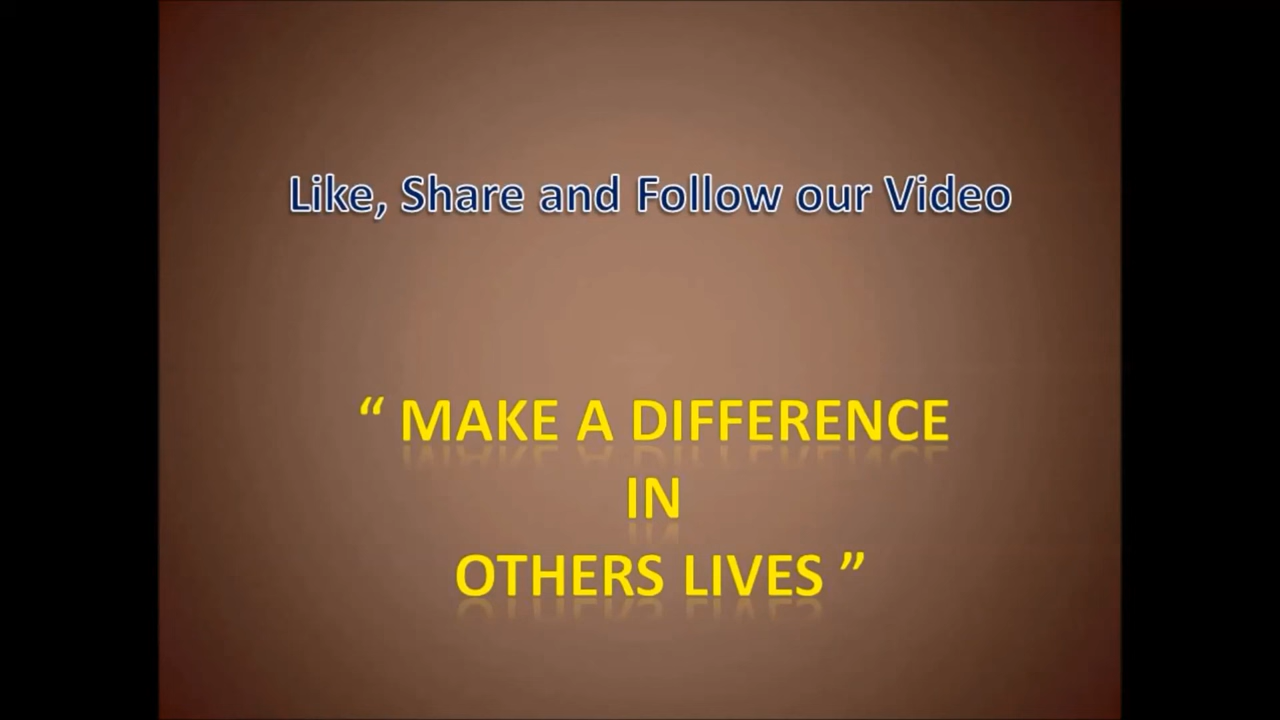 Like, Share and Follow our Video
“ MAKE A DIFFERENCE
IN
OTHERS LIVES ”